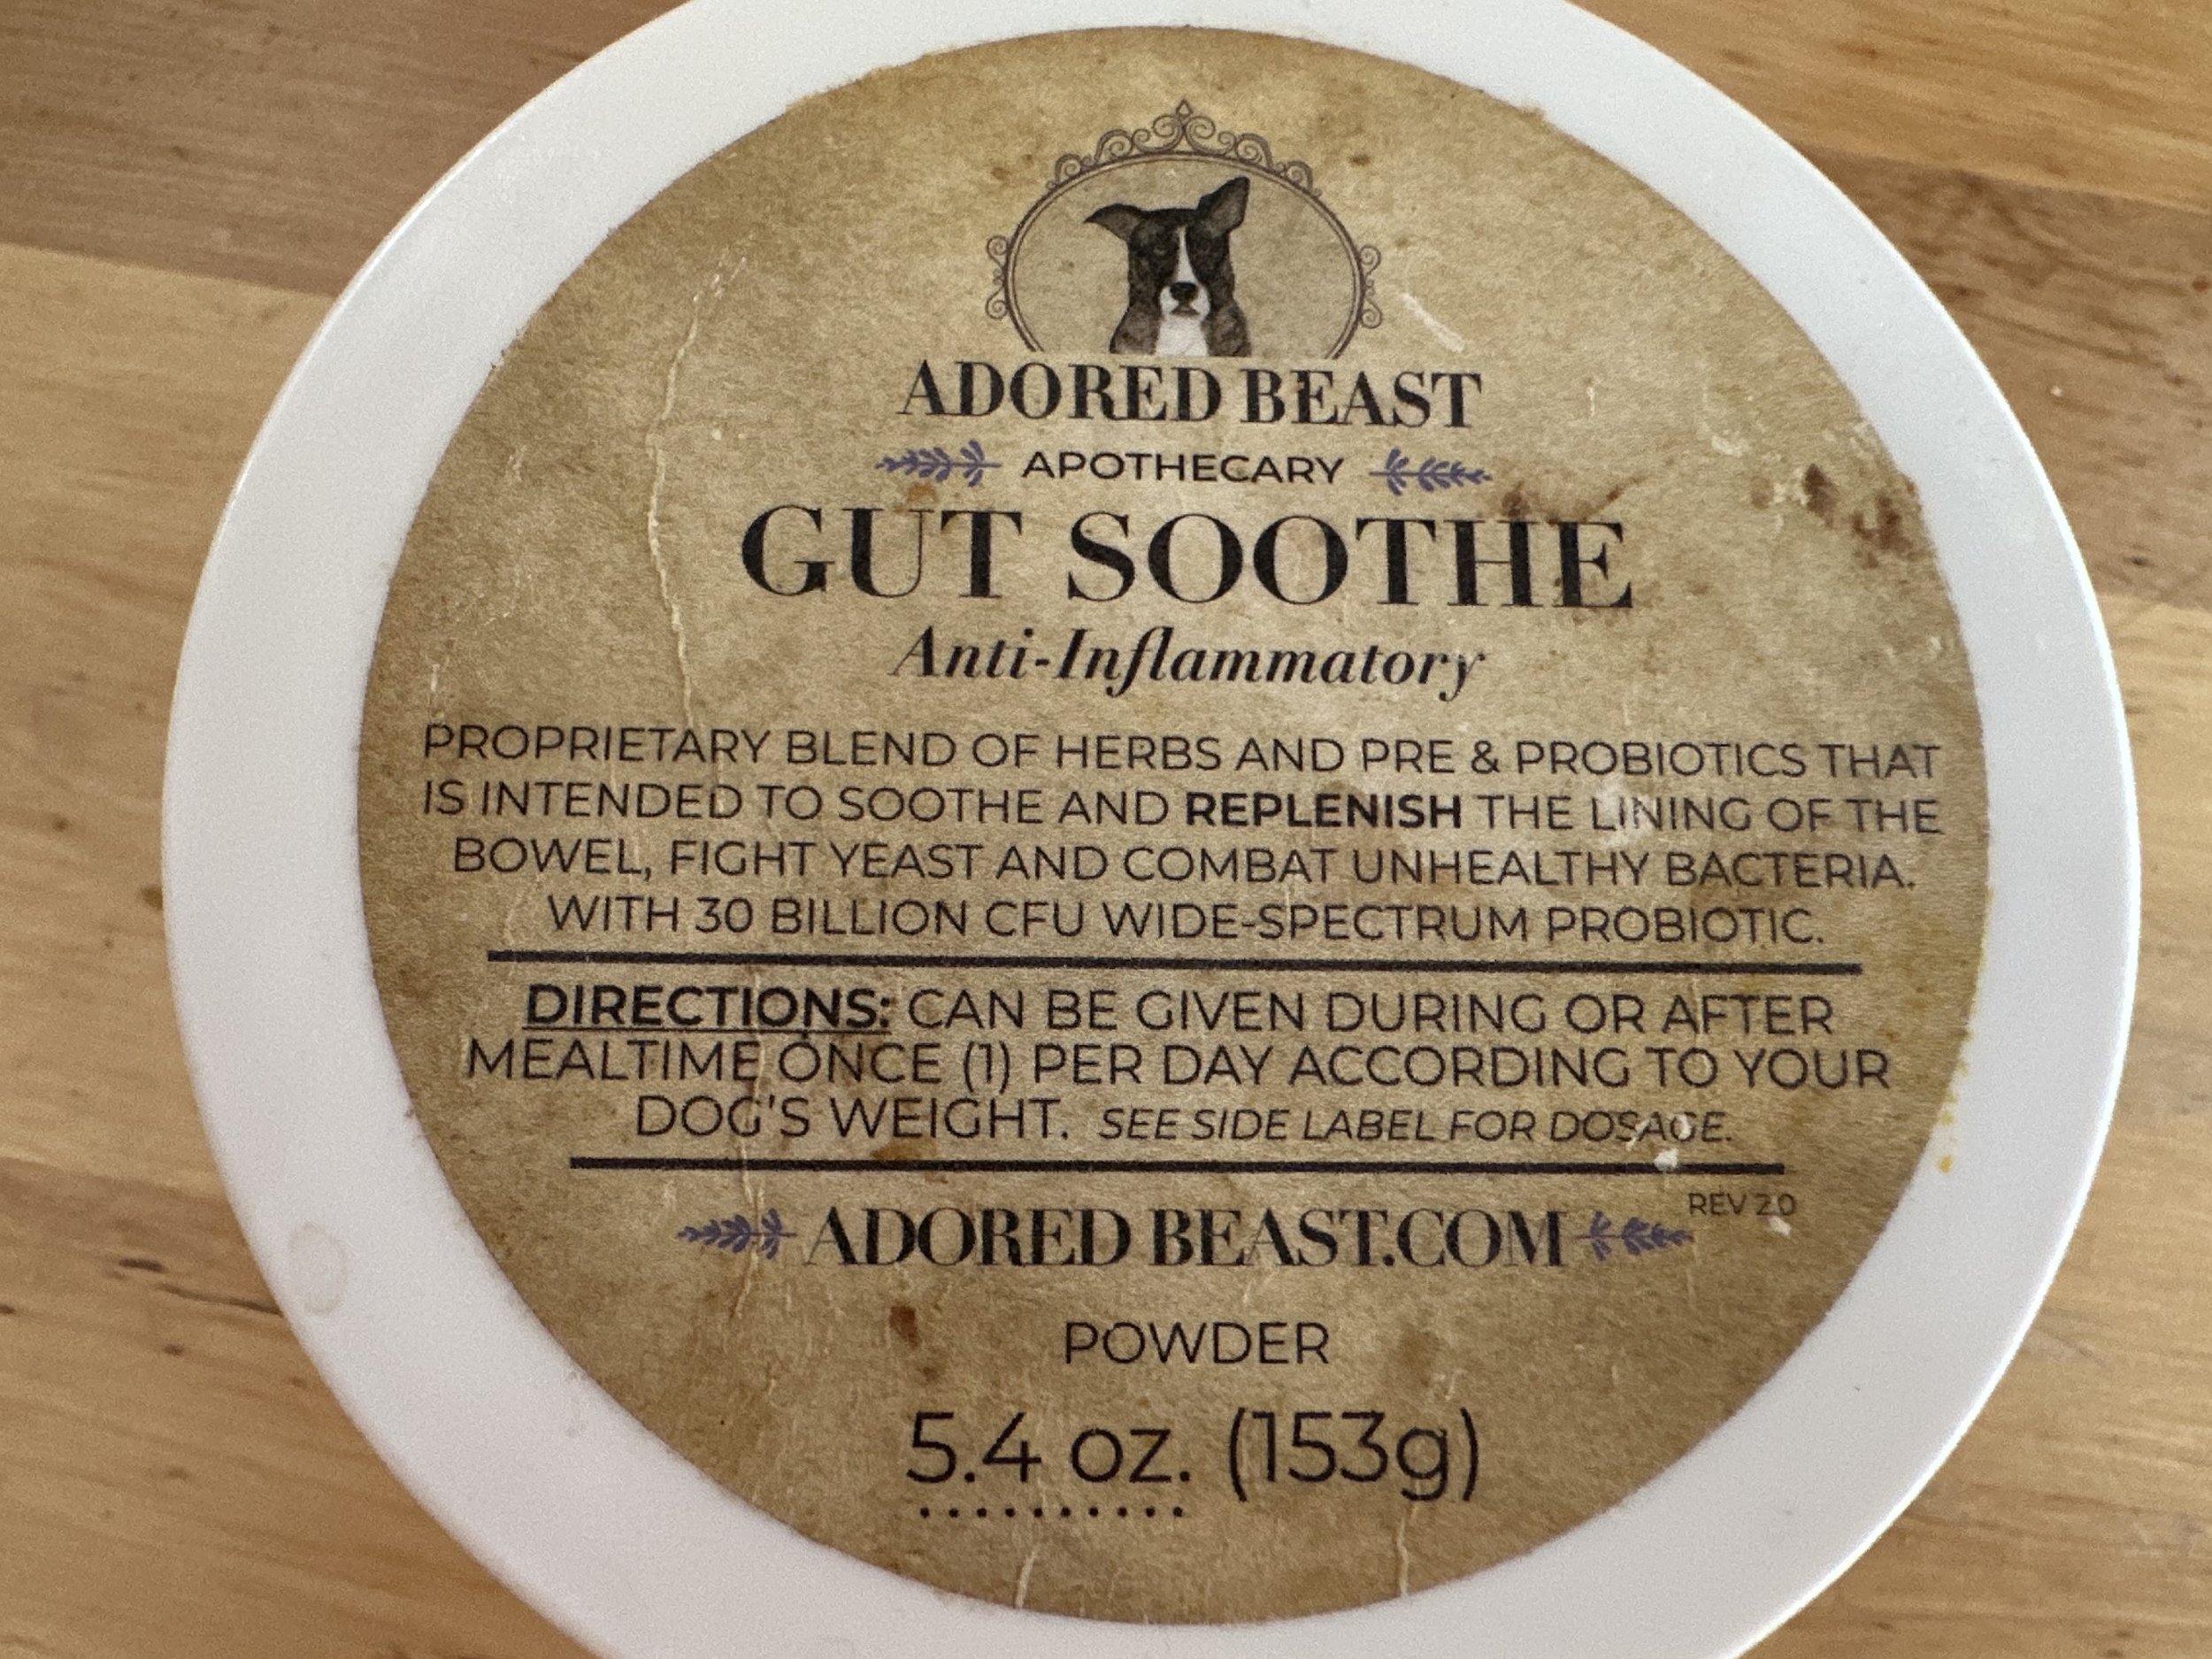 ADORED BEAST
APOTHECARY
GUT SOOTHE
Anti-Inflammatory
PROPRIETARY BLEND OF HERBS AND PRE & PROBIOTICS THAT
IS INTENDED TO SOOTHE AND REPLENISH THE LINING OF THE
BOWEL, FIGHT YEAST AND COMBAT UNHEALTHY BACTERIA.
WITH 30 BILLION CFU WIDE-SPECTRUM PROBIOTIC.
DIRECTIONS: CAN BE GIVEN DURING OR AFTER
MEALTIME ONCE (1) PER DAY ACCORDING TO YOUR
DOG'S WEIGHT. SEE SIDE LABEL FOR DOSAGE.
REV 2.0
ADORED BEAST.COM
POWDER
5.4 oz. (153g)